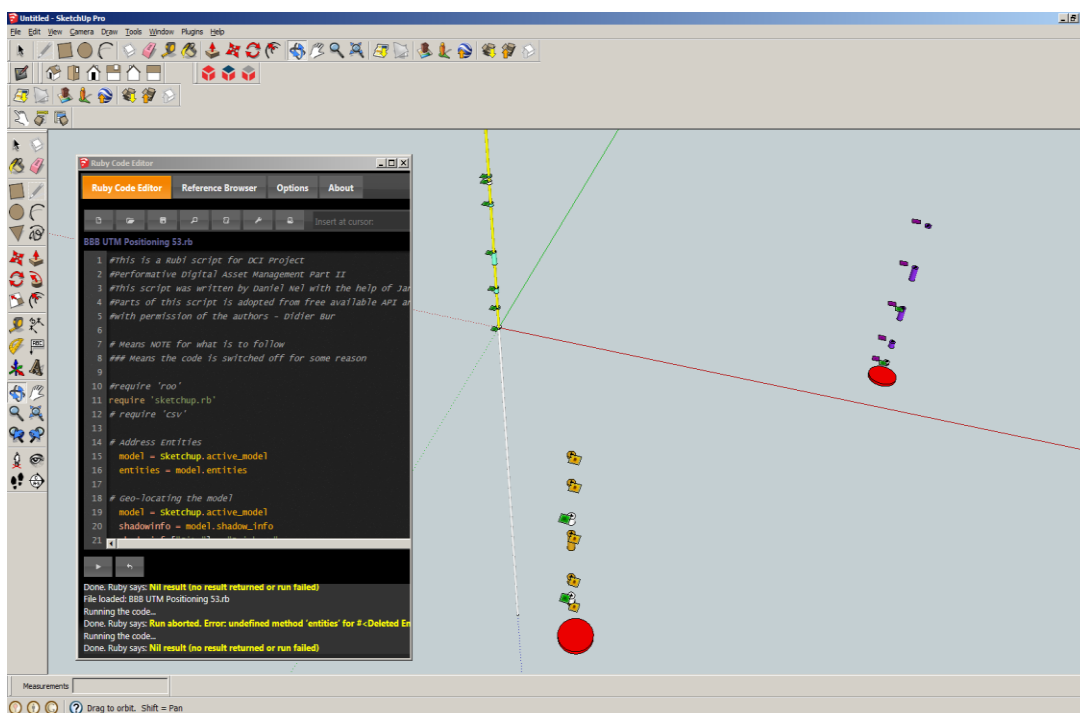 Untitled - SketchUp Pro
File Edit View Camera Draw Tools Window Plugins Help
Ruby Code Editor
Ruby Code Editor Reference Browser Options About
Insert at cursor:
BBB UTM Positioning 53.rb
1 #This is a Rubi script for DCI Project
2 #Performative Digital Asset Management Part II
3 #This script was written by Daniel Nel with the help of Jan
4 #Parts of this script is adopted from free available API an
5 #with permission of the authors - Didier Bur
6
7 # Means NOTE for what is to follow
8 ### Means the code is switched off for some reason
9
10 #require 'roo'
11 require 'sketchup.rb'
12 # require 'csv'
13
14 # Address Entities
15 model = Sketchup.active_model
16 entities = model.entities
17
18 # Geo-locating the model
19 model = Sketchup.active_model
20 shadowinfo = model.shadow_info
21
Done. Ruby says: Nil result (no result returned or run failed)
File loaded: BBB UTM Positioning 53.rb
Running the code...
Done. Ruby says: Run aborted. Error: undefined method 'entities' for #<Deleted En
Running the code...
Done. Ruby says: Nil result (no result returned or run failed)
Measurements
Drag to orbit. Shift = Pan